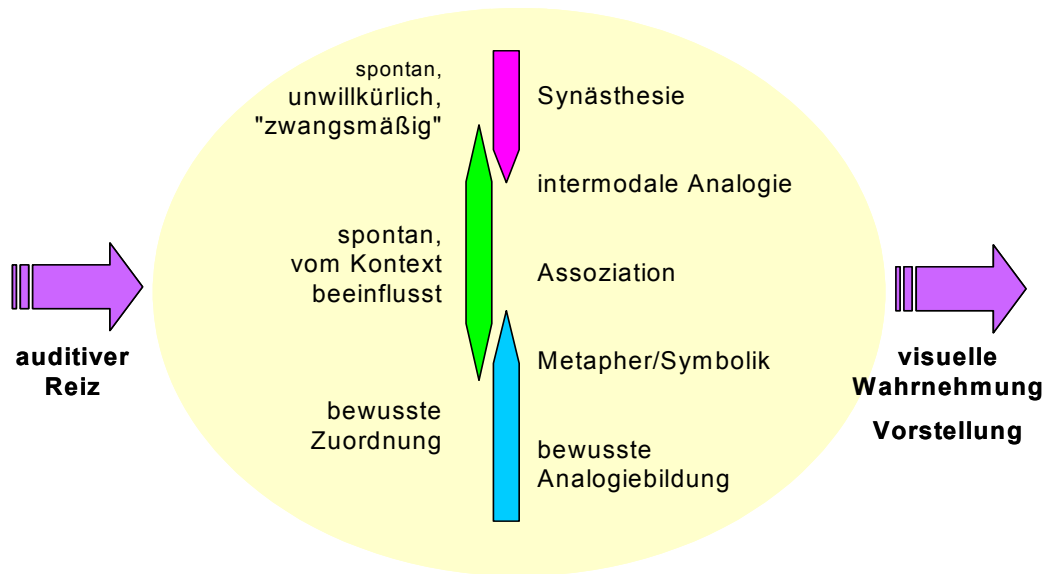 spontan,
unwillkürlich,
"zwangsmäßig"
Synästhesie
intermodale Analogie
spontan,
vom Kontext
beeinflusst
Assoziation
auditiver
Reiz
Metapher/Symbolik
visuelle
Wahrnehmung
Vorstellung
bewusste
Zuordnung
bewusste
Analogiebildung